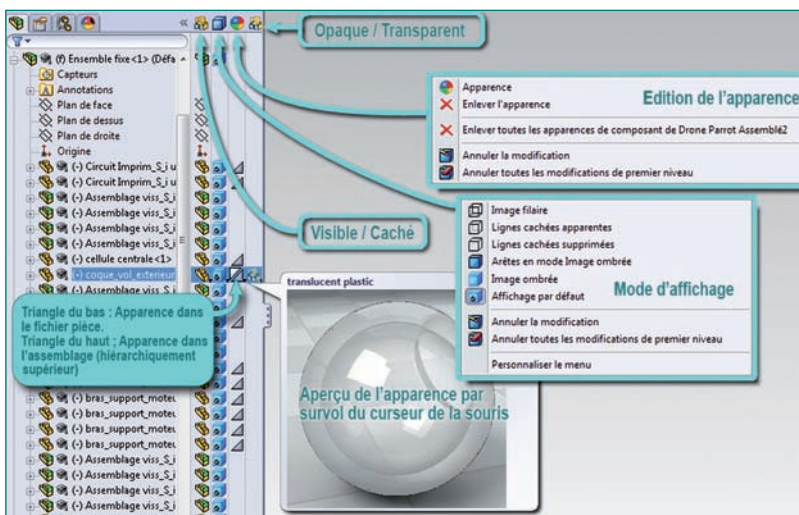 «
Opaque / Transparent
(f) Ensemble fixe<1> (Défa
Capteurs
Annotations
Plan de face
Plan de dessus
Plan de droite
Origine
(-) Circuit Imprim_S_i u
(-) Circuit Imprim_S_i u
(-) Assemblage viss_S_i
(-) Assemblage viss_S_i
(-) Assemblage viss_S_i
(-) Assemblage viss_S_i
(-) cellule centrale<1>
(-) coque_vol_exterieur
(-) Assemblage viss_S_i
Triangle du bas : Apparence dans
le fichier pièce.
Triangle du haut ; Apparence dans
l'assemblage (hiérarchiquement
supérieur)
(-) bras_support_moteu
(-) bras_support_moteu
(-) bras_support_moteu
(-) bras_support_moteu
(-) Assemblage viss_S_i
(-) Assemblage viss_S_i
(-) Assemblage viss_S_i
(-) Assemblage viss_S_i
Visible / Caché
translucent plastic
Aperçu de l'apparence par
survol du curseur de la souris
Apparence
Enlever l'apparence
Edition de l'apparence
Enlever toutes les apparences de composant de Drone Parrot Assemblé2
Annuler la modification
Annuler toutes les modifications de premier niveau
Image filaire
Lignes cachées apparentes
Lignes cachées supprimées
Arêtes en mode Image ombrée
Image ombrée
Affichage par défaut
Mode d'affichage
Annuler la modification
Annuler toutes les modifications de premier niveau
Personnaliser le menu